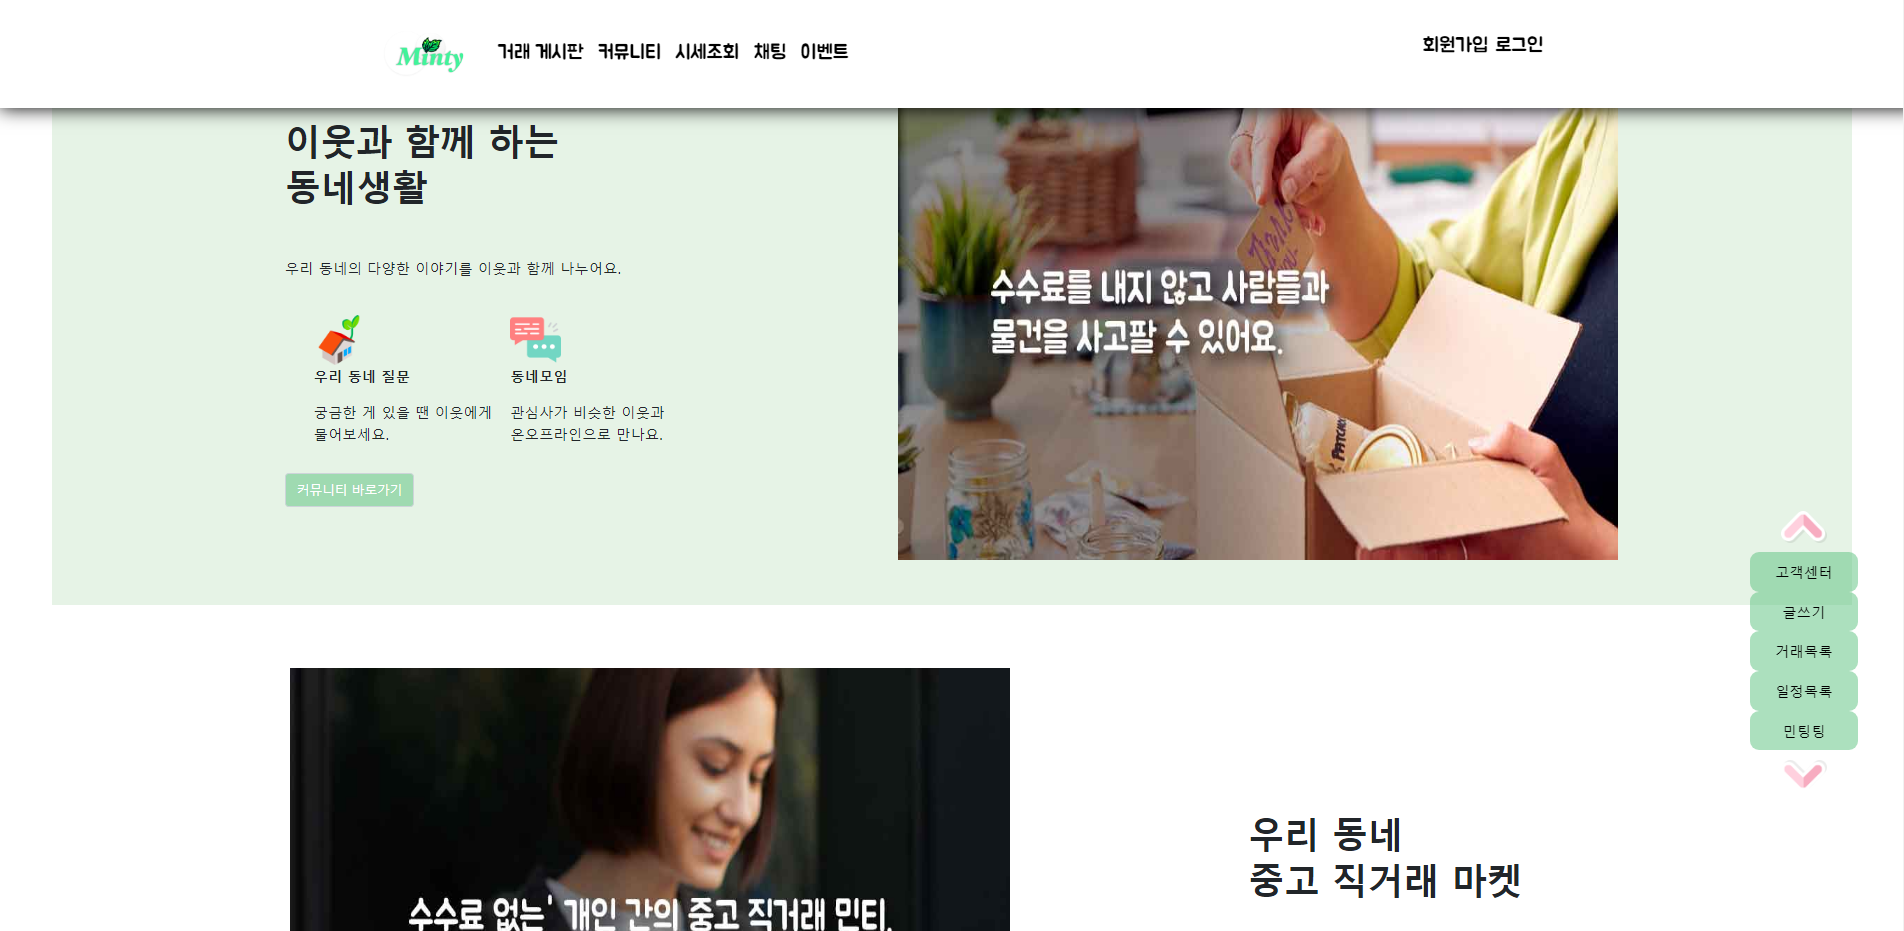 Minty
거래 게시판 커뮤니티 시세조회 채팅 이벤트
회원가입 로그인
이웃과 함께 하는
동네생활
우리 동네의 다양한 이야기를 이웃과 함께 나누어요.
우리 동네 질문
궁금한 게 있을 땐 이웃에게
물어보세요.
동네모임
관심사가 비슷한 이웃과
온오프라인으로 만나요.
커뮤니티 바로가기
Thank
you
수수료를 내지 않고 사람들과
물건을 사고팔 수 있어요.
고객센터
글쓰기
거래목록
일정목록
민팅팅
수수료 없는' 개인 간의 중고 직거래 민티.
우리 동네
중고 직거래 마켓